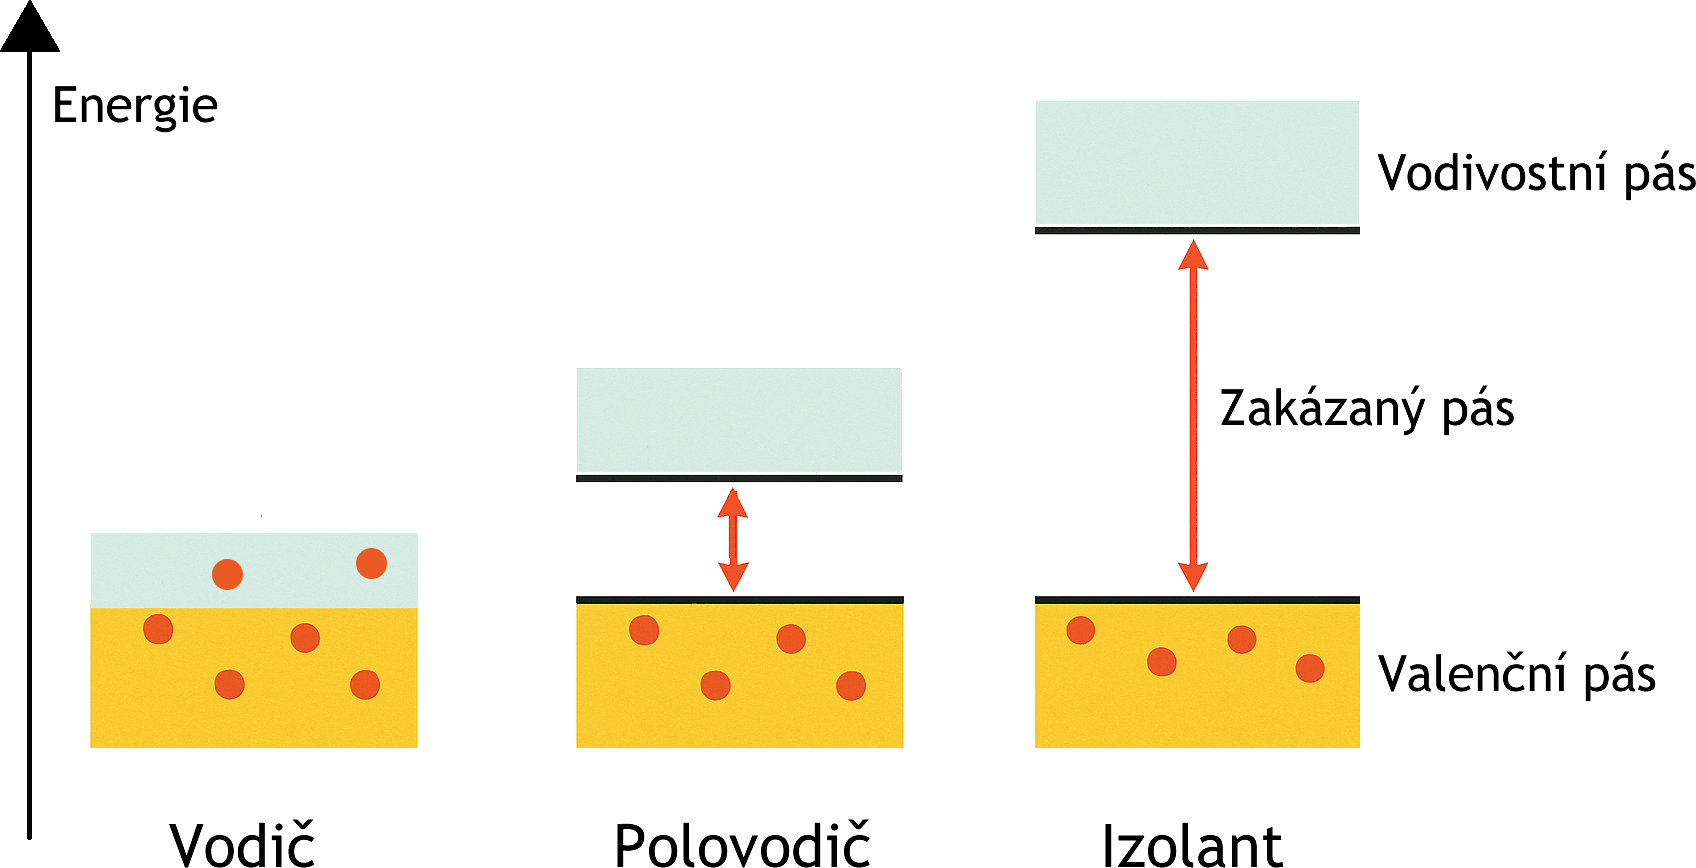 Energie
Vodivostní pás
Zakázaný pás
Valenční pás
Vodič
Polovodič
Izolant